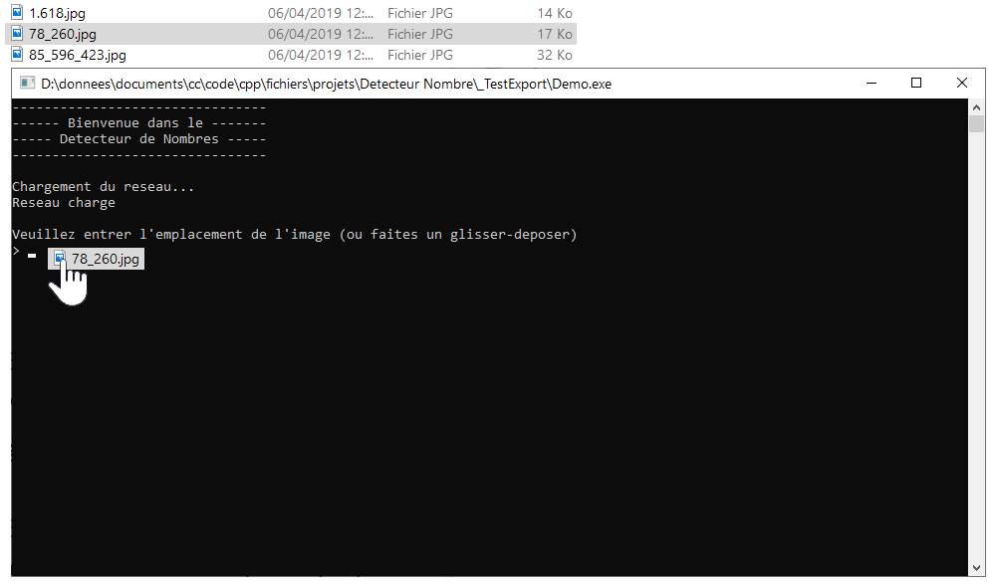 1.618.jpg 06/04/2019 12:... Fichier JPG 14 Ko
78_260.jpg 06/04/2019 12:... Fichier JPG 17 Ko
85_596_423.jpg 06/04/2019 12:... Fichier JPG 32 Ko
D:\donnees\documents\cc\code\cpp\fichiers\projets\Detecteur Nombre\_TestExport\Demo.exe
--------------------------------
------ Bienvenue dans le -------
----- Detecteur de Nombres -----
--------------------------------
Chargement du reseau...
Reseau charge
Veuillez entrer l'emplacement de l'image (ou faites un glisser-deposer)
>
78_260.jpg